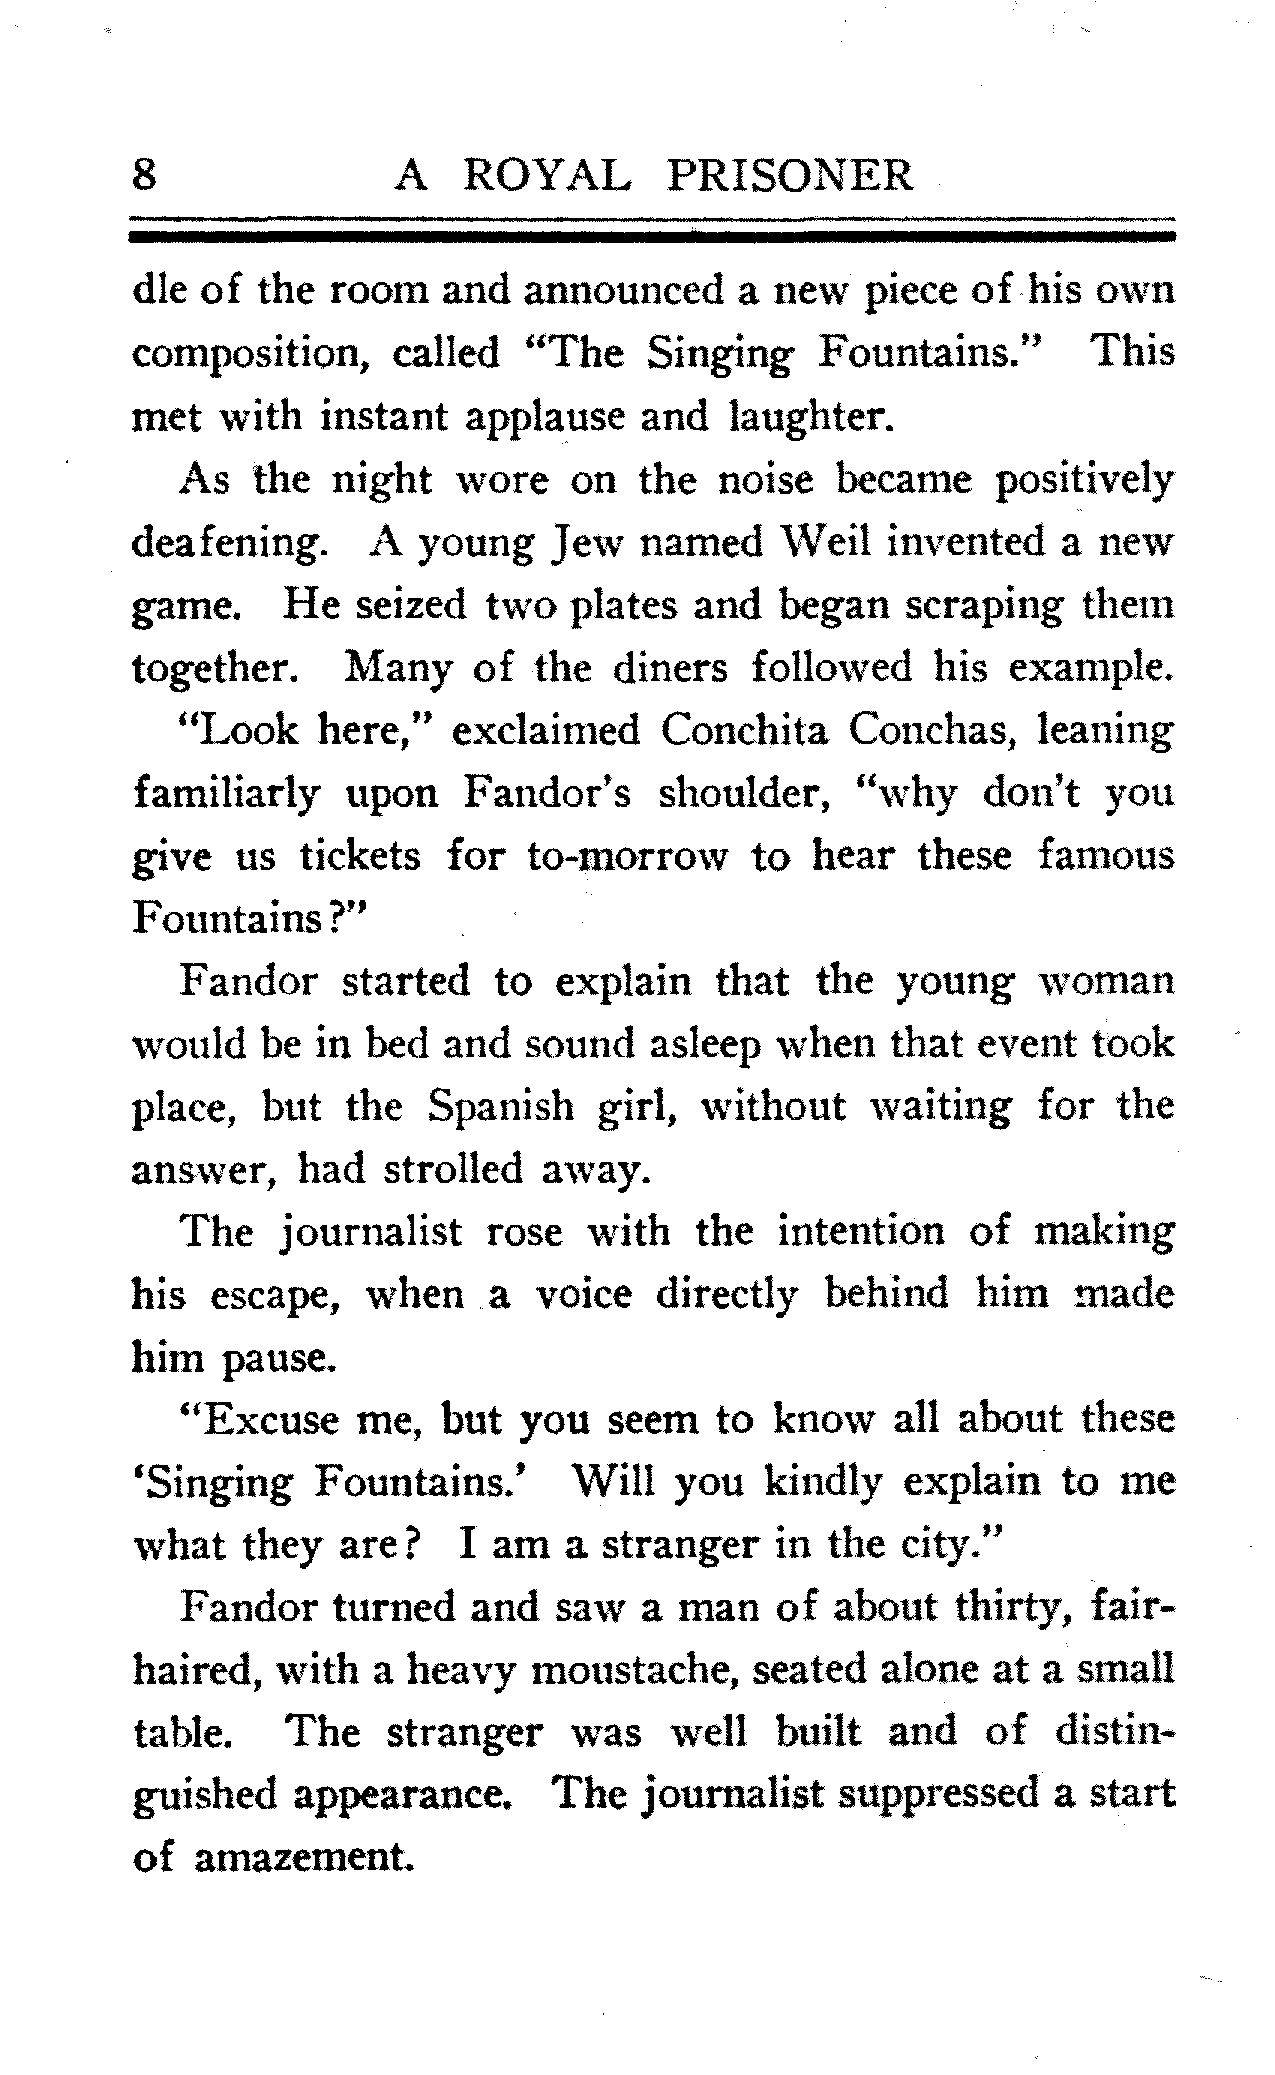 8 A ROYAL PRISONER
dle of the room and announced a new piece of his own
composition, called “The Singing Fountains.” This
met with instant applause and laughter.
As the night wore on the noise became positively
deafening. A young Jew named Weil invented a new
game. He seized two plates and began scraping them
together. Many of the diners followed his example.
“Look here,” exclaimed Conchita Conchas, leaning
familiarly upon Fandor’s shoulder, “why don’t you
give us tickets for to-morrow to hear these famous
Fountains?”
Fandor started to explain that the young woman
would be in bed and sound asleep when that event took
place, but the Spanish girl, without waiting for the
answer, had strolled away.
The journalist rose with the intention of making
his escape, when a voice directly behind him made
him pause.
“Excuse me, but you seem to know all about these
‘Singing Fountains.’ Will you kindly explain to me
what they are? I am a stranger in the city.”
Fandor turned and saw a man of about thirty, fair-
haired, with a heavy moustache, seated alone at a small
table. The stranger was well built and of distin-
guished appearance. The journalist suppressed a start
of amazement.